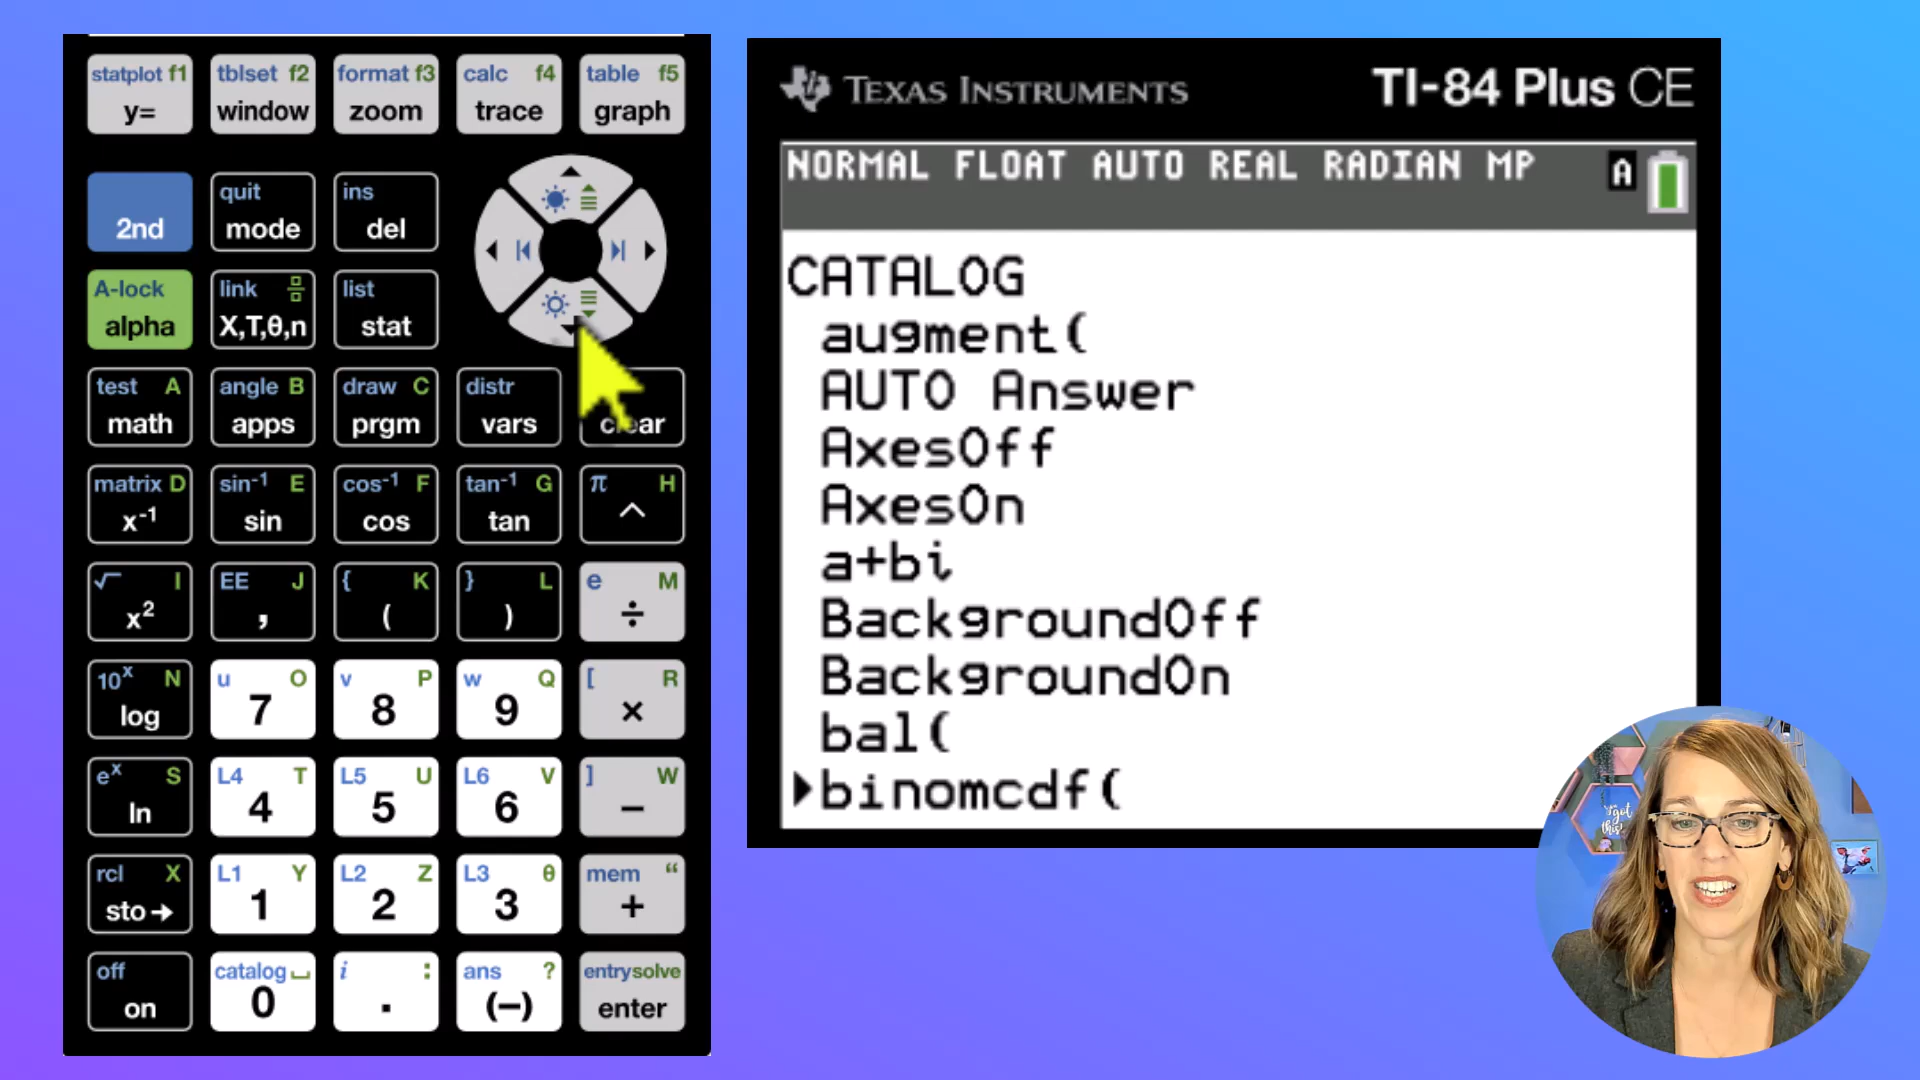 statplot f1 tblset f2 format f3 calc f4 table f5
y= window zoom trace graph
quit ins
2nd mode del
A-lock link list
alpha X,T,θ,n stat
test A angle B draw C distr
math apps prgm vars clear
matrix D sin-1 E cos-1 F tan-1 G π H
x-1 sin cos tan ^
√ I EE J { K } L e M
x2 , ( ) ÷
10x N u O v P w Q [ R
log 7 8 9 ×
ex S L4 T L5 U L6 V ] W
ln 4 5 6 −
rcl X L1 Y L2 Z L3 θ mem “
sto→ 1 2 3 +
off catalog ⎵ i : ans ? entry solve
on 0 . (−) enter
TEXAS INSTRUMENTS TI-84 Plus CE
NORMAL FLOAT AUTO REAL RADIAN MP A
CATALOG
augment(
AUTO Answer
AxesOff
AxesOn
a+bi
BackgroundOff
BackgroundOn
bal(
▶binomcdf(
you
got
this!